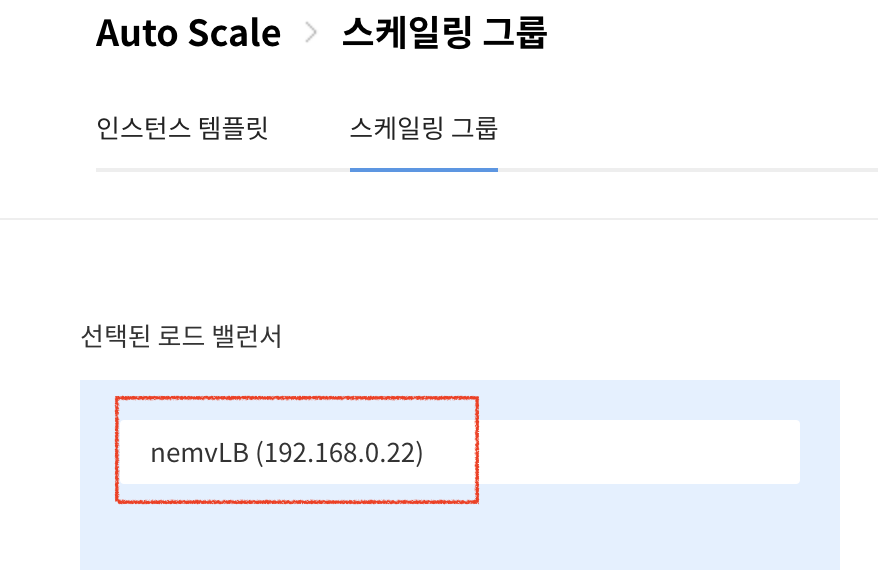 Auto Scale > 스케일링 그룹
인스턴스 템플릿 스케일링 그룹
선택된 로드 밸런서
nemvLB (192.168.0.22)